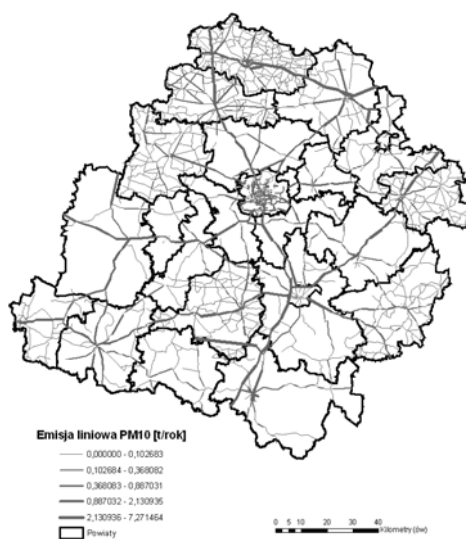 Emisja liniowa PM10 [t/rok]
0,000000 - 0,102683
0,102684 - 0,368082
0,368083 - 0,887031
0,887032 - 2,130935
2,130936 - 7,271464
Powiaty
0 5 10 20 30 40
Kilometry (ów)